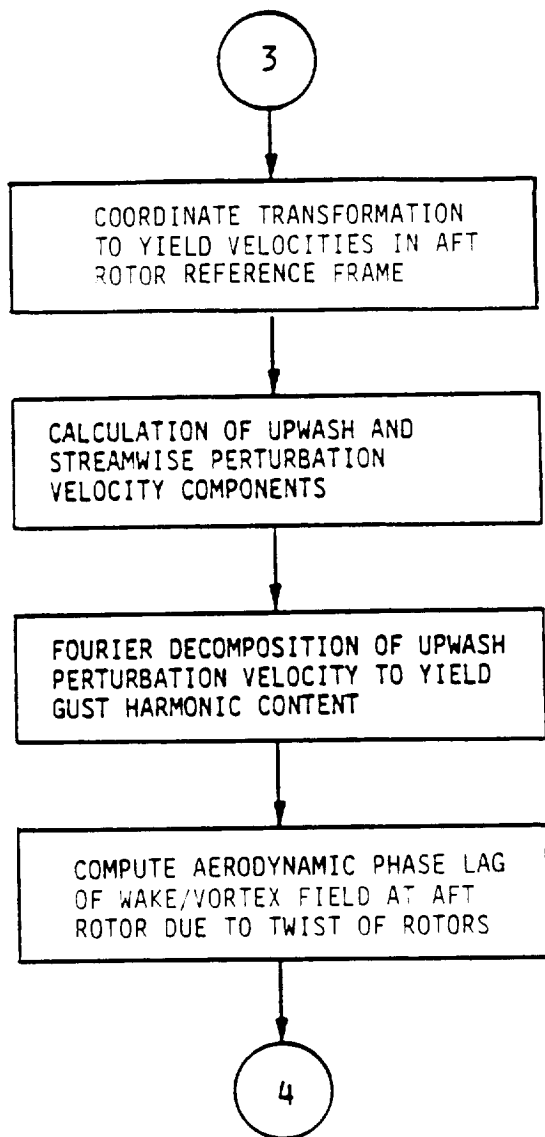 3
COORDINATE TRANSFORMATION
TO YIELD VELOCITIES IN AFT
ROTOR REFERENCE FRAME
CALCULATION OF UPWASH AND
STREAMWISE PERTURBATION
VELOCITY COMPONENTS
FOURIER DECOMPOSITION OF UPWASH
PERTURBATION VELOCITY TO YIELD
GUST HARMONIC CONTENT
COMPUTE AERODYNAMIC PHASE LAG
OF WAKE/VORTEX FIELD AT AFT
ROTOR DUE TO TWIST OF ROTORS
4